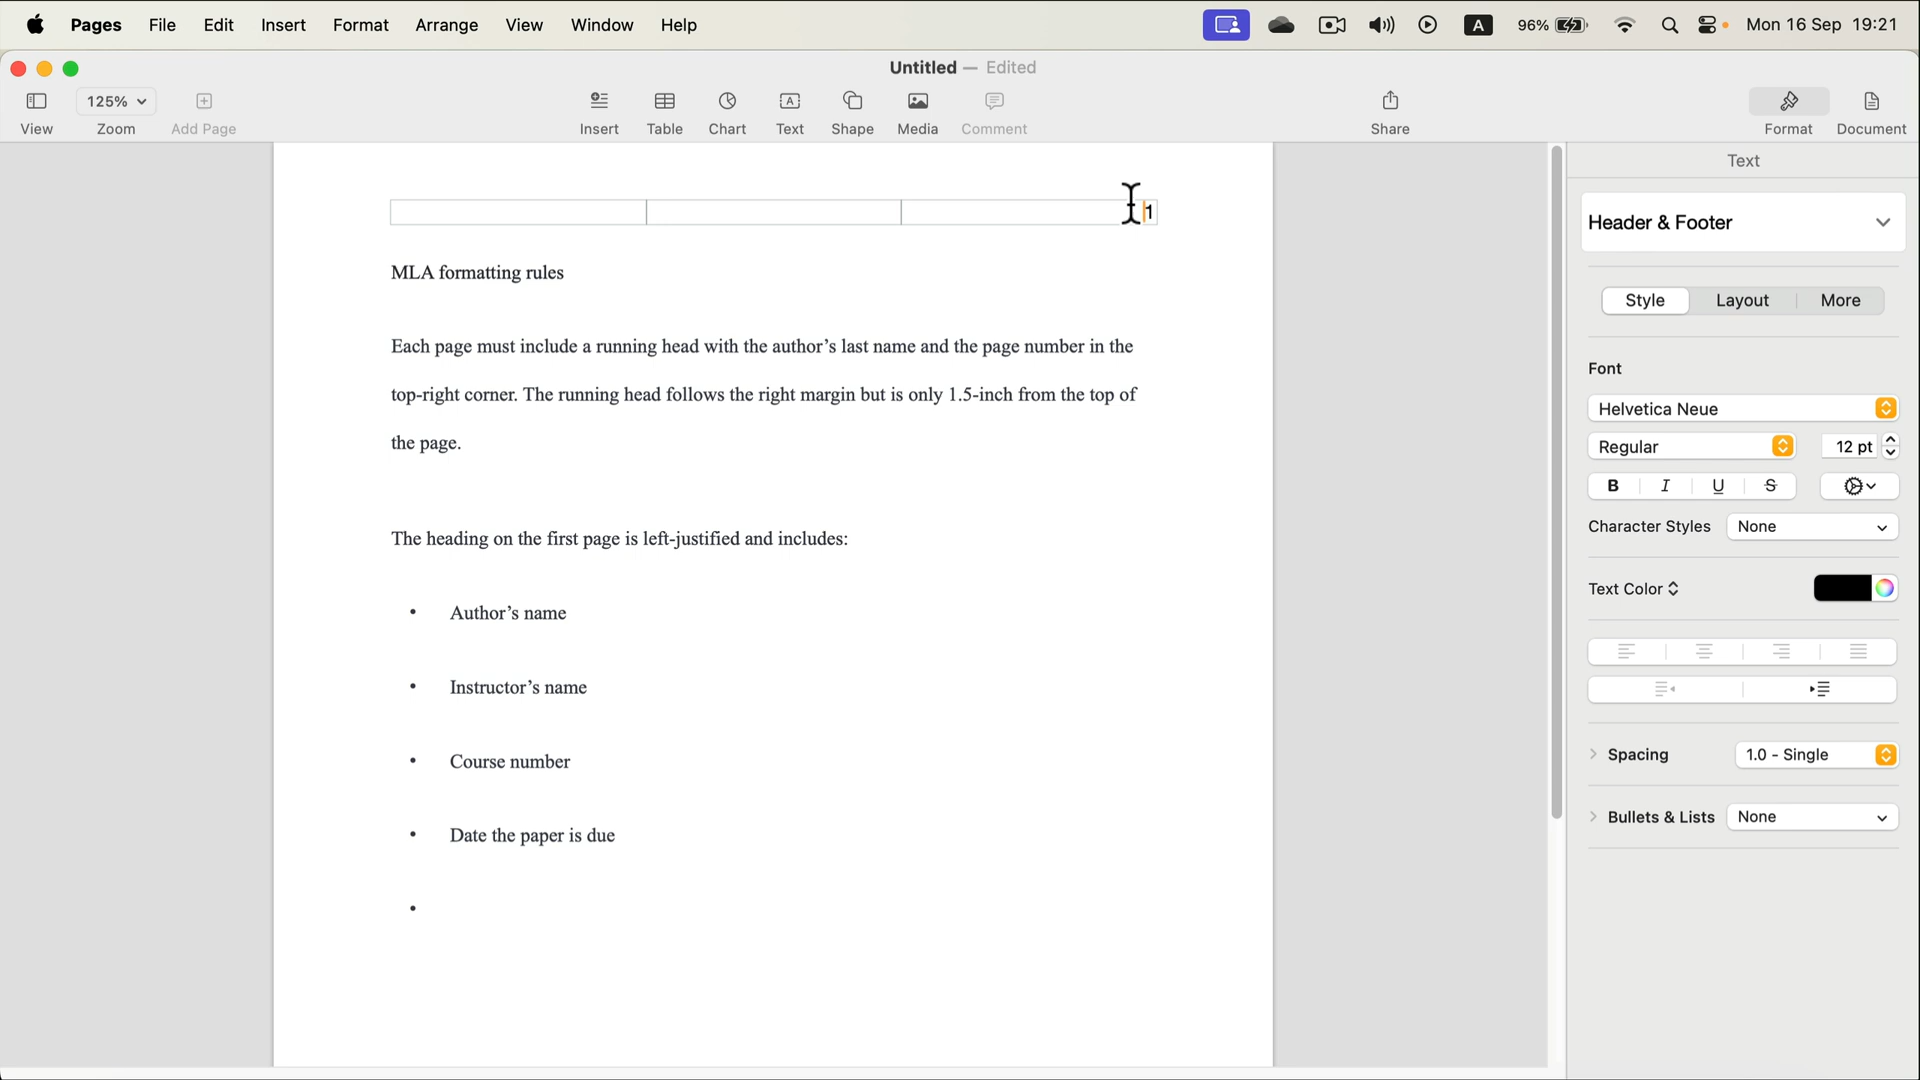 Pages File Edit Insert Format Arrange View Window Help A 96% Mon 16 Sep 19:21
Untitled — Edited
125%
View Zoom Add Page Insert Table Chart Text Shape Media Comment Share Format Document
Text
1
Header & Footer
MLA formatting rules
Style Layout More
Each page must include a running head with the author’s last name and the page number in the
top-right corner. The running head follows the right margin but is only 1.5-inch from the top of
the page.
The heading on the first page is left-justified and includes:
• Author’s name
• Instructor’s name
• Course number
• Date the paper is due
•
Font
Helvetica Neue
Regular 12 pt
B I U S
Character Styles None
Text Color
Spacing 1.0 - Single
Bullets & Lists None